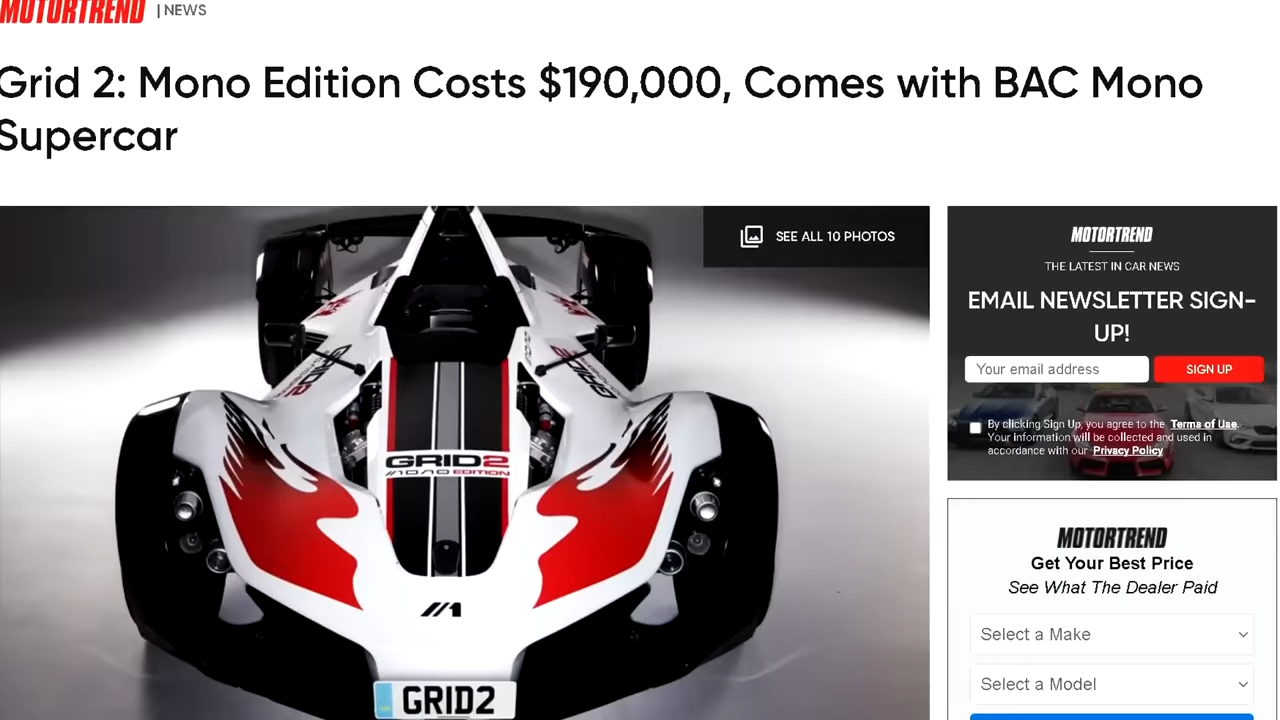 MOTORTREND | NEWS
Grid 2: Mono Edition Costs $190,000, Comes with BAC Mono
Supercar
SEE ALL 10 PHOTOS
GRID2
MONO EDITION
GRID2
MOTORTREND
THE LATEST IN CAR NEWS
EMAIL NEWSLETTER SIGN-
UP!
Your email address
SIGN UP
By clicking Sign Up, you agree to the Terms of Use.
Your information will be collected and used in
accordance with our Privacy Policy
MOTORTREND
Get Your Best Price
See What The Dealer Paid
Select a Make
Select a Model